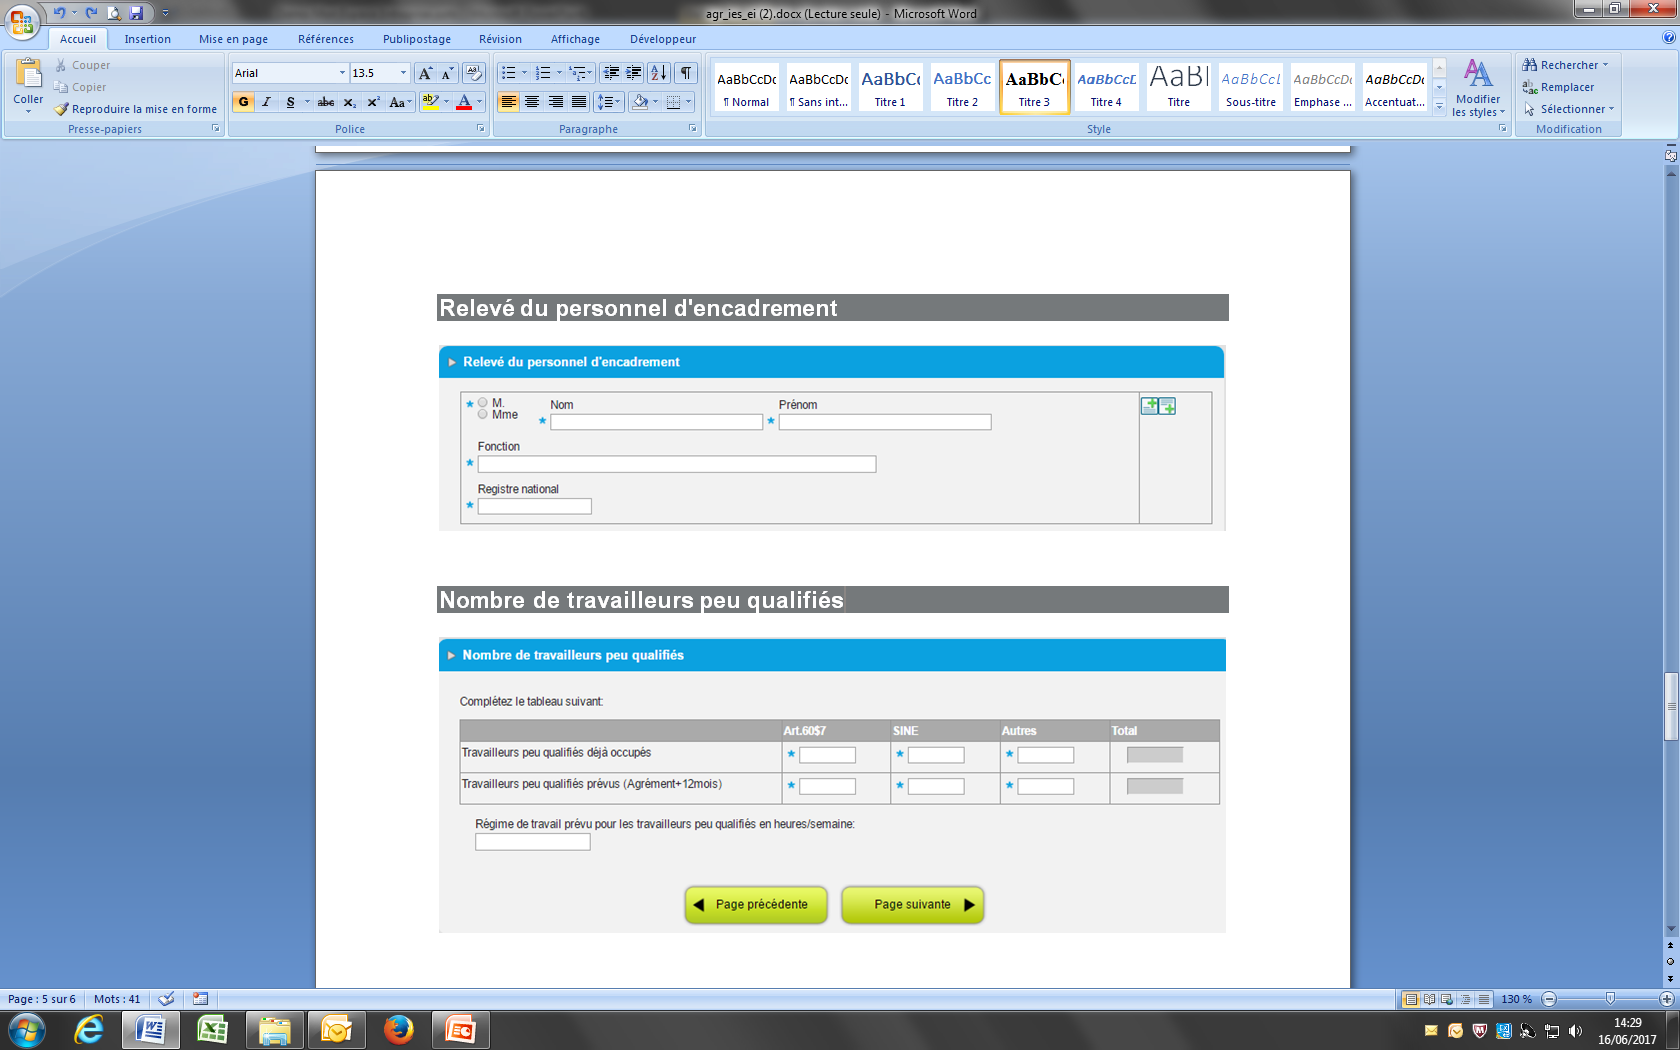 agr_ies_ei (2).docx (Lecture seule) - Microsoft Word
Accueil Insertion Mise en page Références Publipostage Révision Affichage Développeur
Coller
Couper
Copier
Reproduire la mise en forme
Presse-papiers
Arial 13.5
G I S abc x₂ x² Aa
Police
Paragraphe
AaBbCcDc AaBbCcDc AaBbCc AaBbCc AaBbC AaBbCcD AaBl AaBbCcL AaBbCcDc AaBbCcDc
¶ Normal ¶ Sans int... Titre 1 Titre 2 Titre 3 Titre 4 Titre Sous-titre Emphase ... Accentuat...
Modifier
les styles
Style
Rechercher
Remplacer
Sélectionner
Modification
Relevé du personnel d'encadrement
Relevé du personnel d'encadrement
* M.
Mme
Nom
Prénom
*
*
Fonction
*
Registre national
*
Nombre de travailleurs peu qualifiés
Nombre de travailleurs peu qualifiés
Complétez le tableau suivant:
Art.60$7 SINE Autres Total
Travailleurs peu qualifiés déjà occupés * * *
Travailleurs peu qualifiés prévus (Agrément+12mois) * * *
Régime de travail prévu pour les travailleurs peu qualifiés en heures/semaine:
Page précédente Page suivante
Page : 5 sur 6 Mots : 41 130 %
14:29
16/06/2017